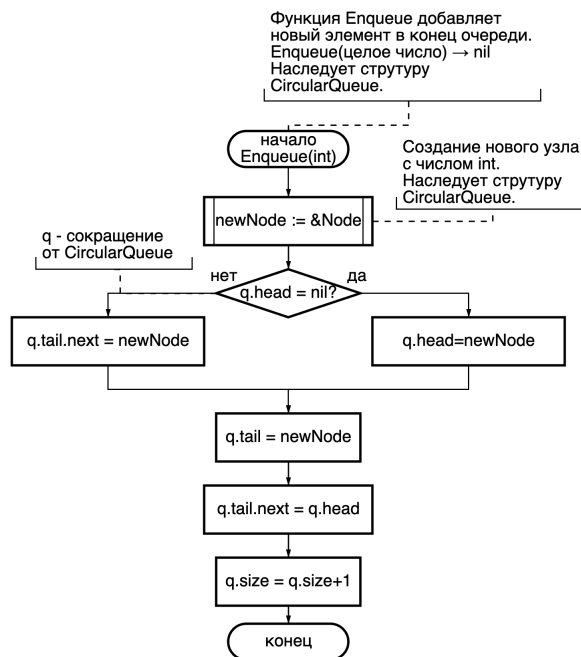 Функция Enqueue добавляет
новый элемент в конец очереди.
Enqueue(целое число) → nil
Наследует струтуру
CircularQueue.
начало
Enqueue(int)
Создание нового узла
с числом int.
Наследует струтуру
CircularQueue.
newNode := &Node
q - сокращение
от CircularQueue
нет
да
q.head = nil?
q.tail.next = newNode
q.head=newNode
q.tail = newNode
q.tail.next = q.head
q.size = q.size+1
конец